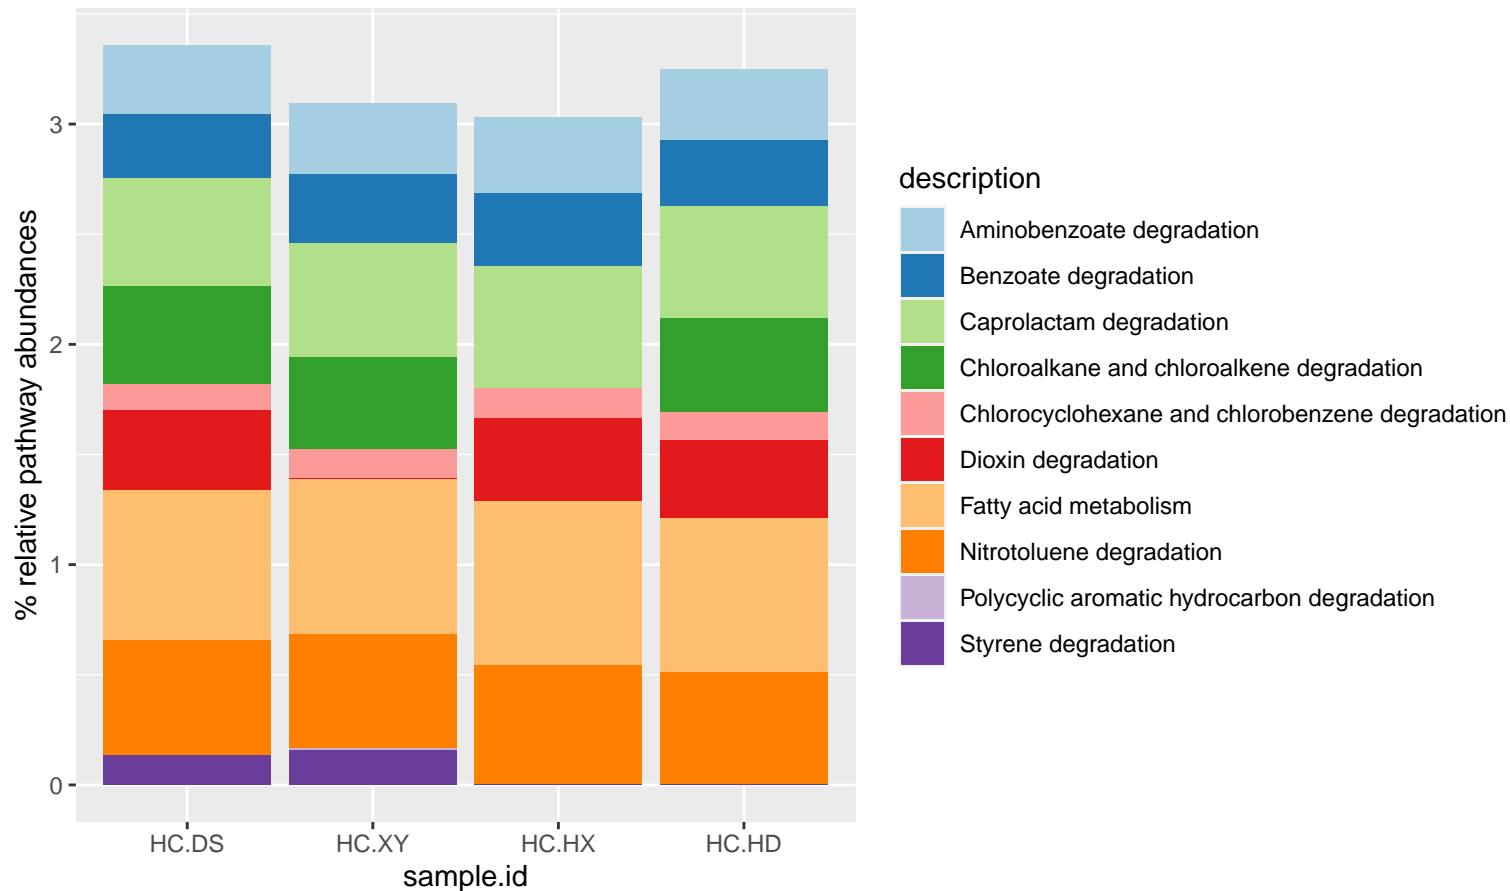 % relative pathway abundances
3
2
1
0
HC.DS
HC.XY
HC.HX
HC.HD
sample.id
description
Aminobenzoate degradation
Benzoate degradation
Caprolactam degradation
Chloroalkane and chloroalkene degradation
Chlorocyclohexane and chlorobenzene degradation
Dioxin degradation
Fatty acid metabolism
Nitrotoluene degradation
Polycyclic aromatic hydrocarbon degradation
Styrene degradation